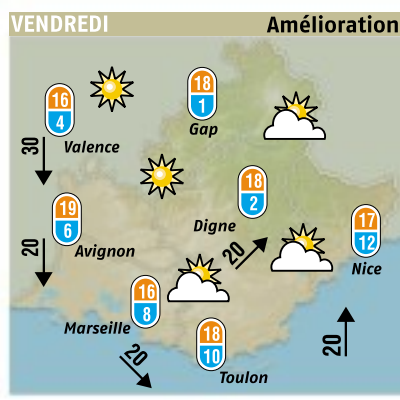 VENDREDI
Amélioration
16
4
18
1
30
Valence
Gap
19
6
18
2
17
12
20
Avignon
Digne
20
Nice
16
8
Marseille
18
10
20
20
Toulon